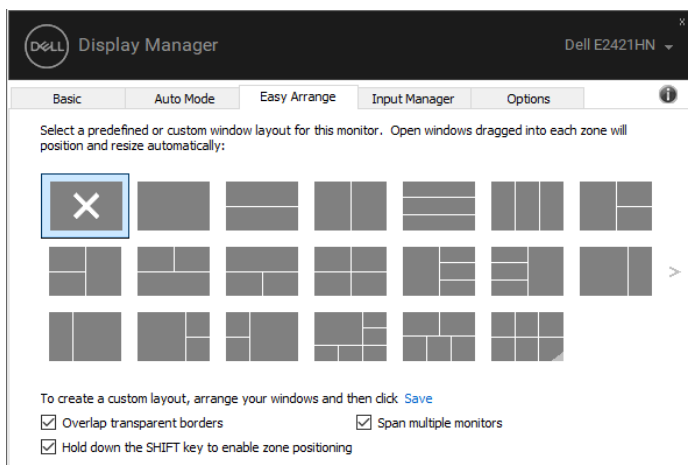 DELL Display Manager
Dell E2421HN
Basic Auto Mode Easy Arrange Input Manager Options
Select a predefined or custom window layout for this monitor. Open windows dragged into each zone will
position and resize automatically:
To create a custom layout, arrange your windows and then click Save
Overlap transparent borders
Span multiple monitors
Hold down the SHIFT key to enable zone positioning